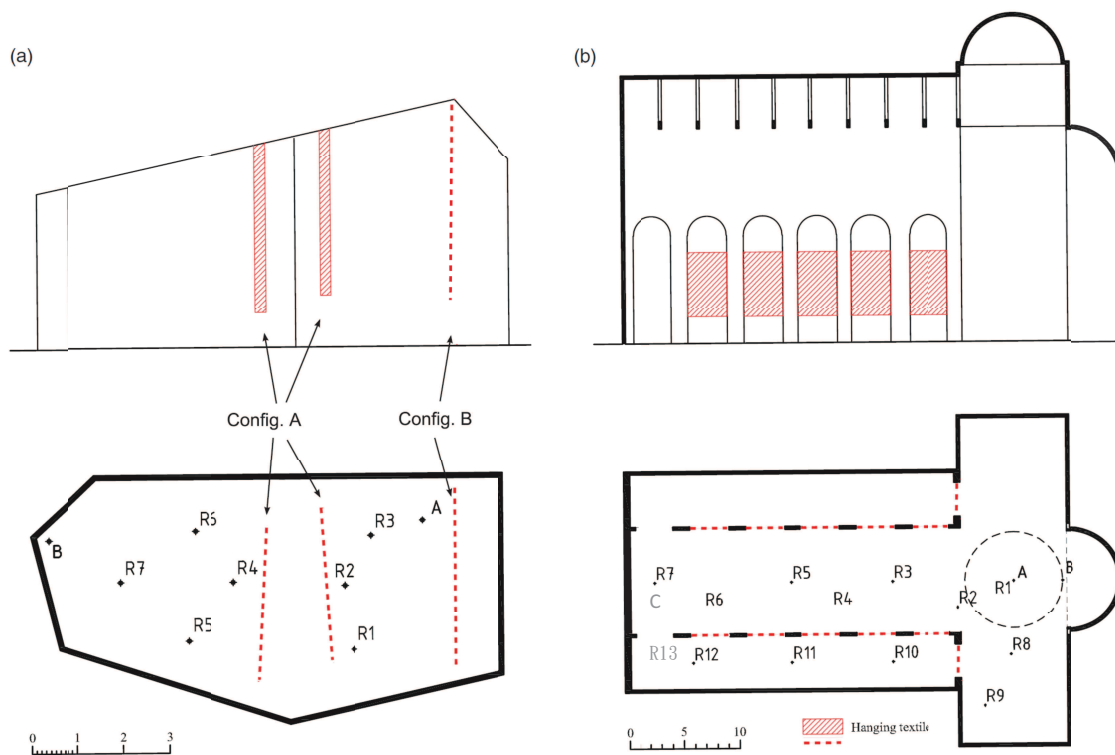 (a)
(b)
Config. A
Config. B
R6
R3
A
B
R7
R4
R2
R5
R1
0 1 2 3
R7
C
R6
R5
R4
R3
R2
R1
A
B
R13
R12
R11
R10
R8
R9
0 5 10
Hanging textile